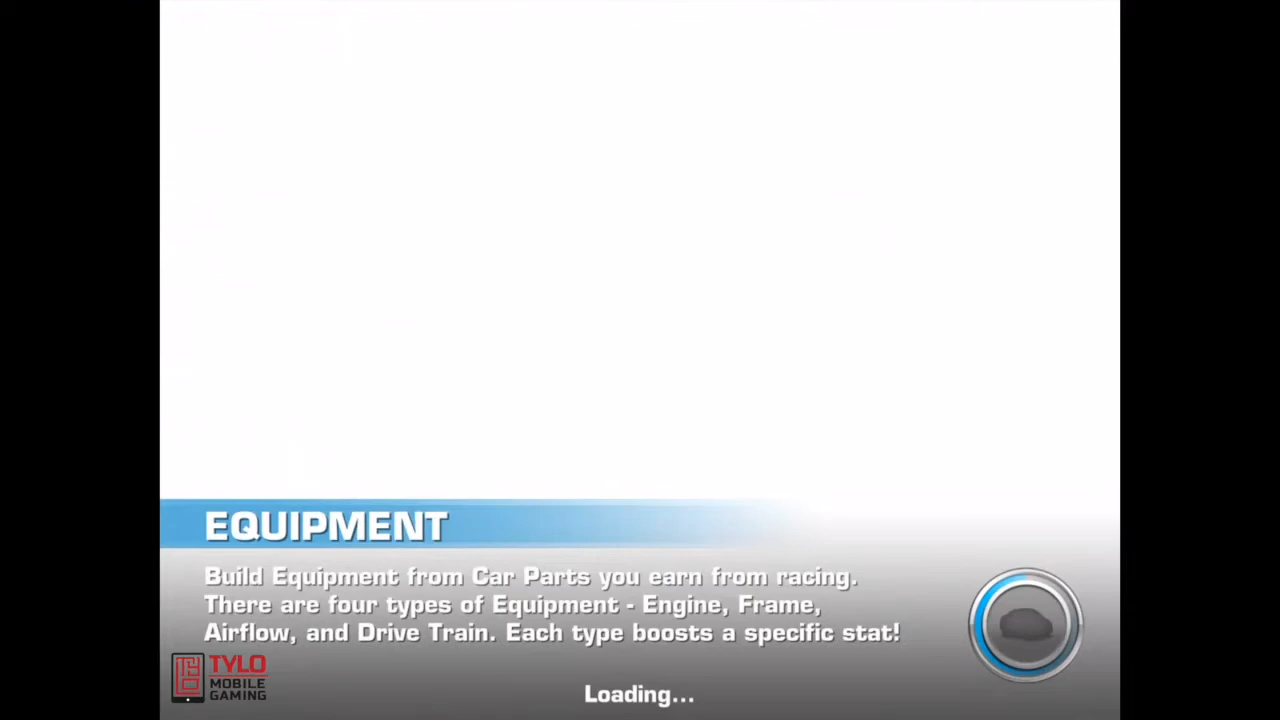 EQUIPMENT
Build Equipment from Car Parts you earn from racing.
There are four types of Equipment - Engine, Frame,
Airflow, and Drive Train. Each type boosts a specific stat!
TYLO
MOBILE
GAMING
Loading...